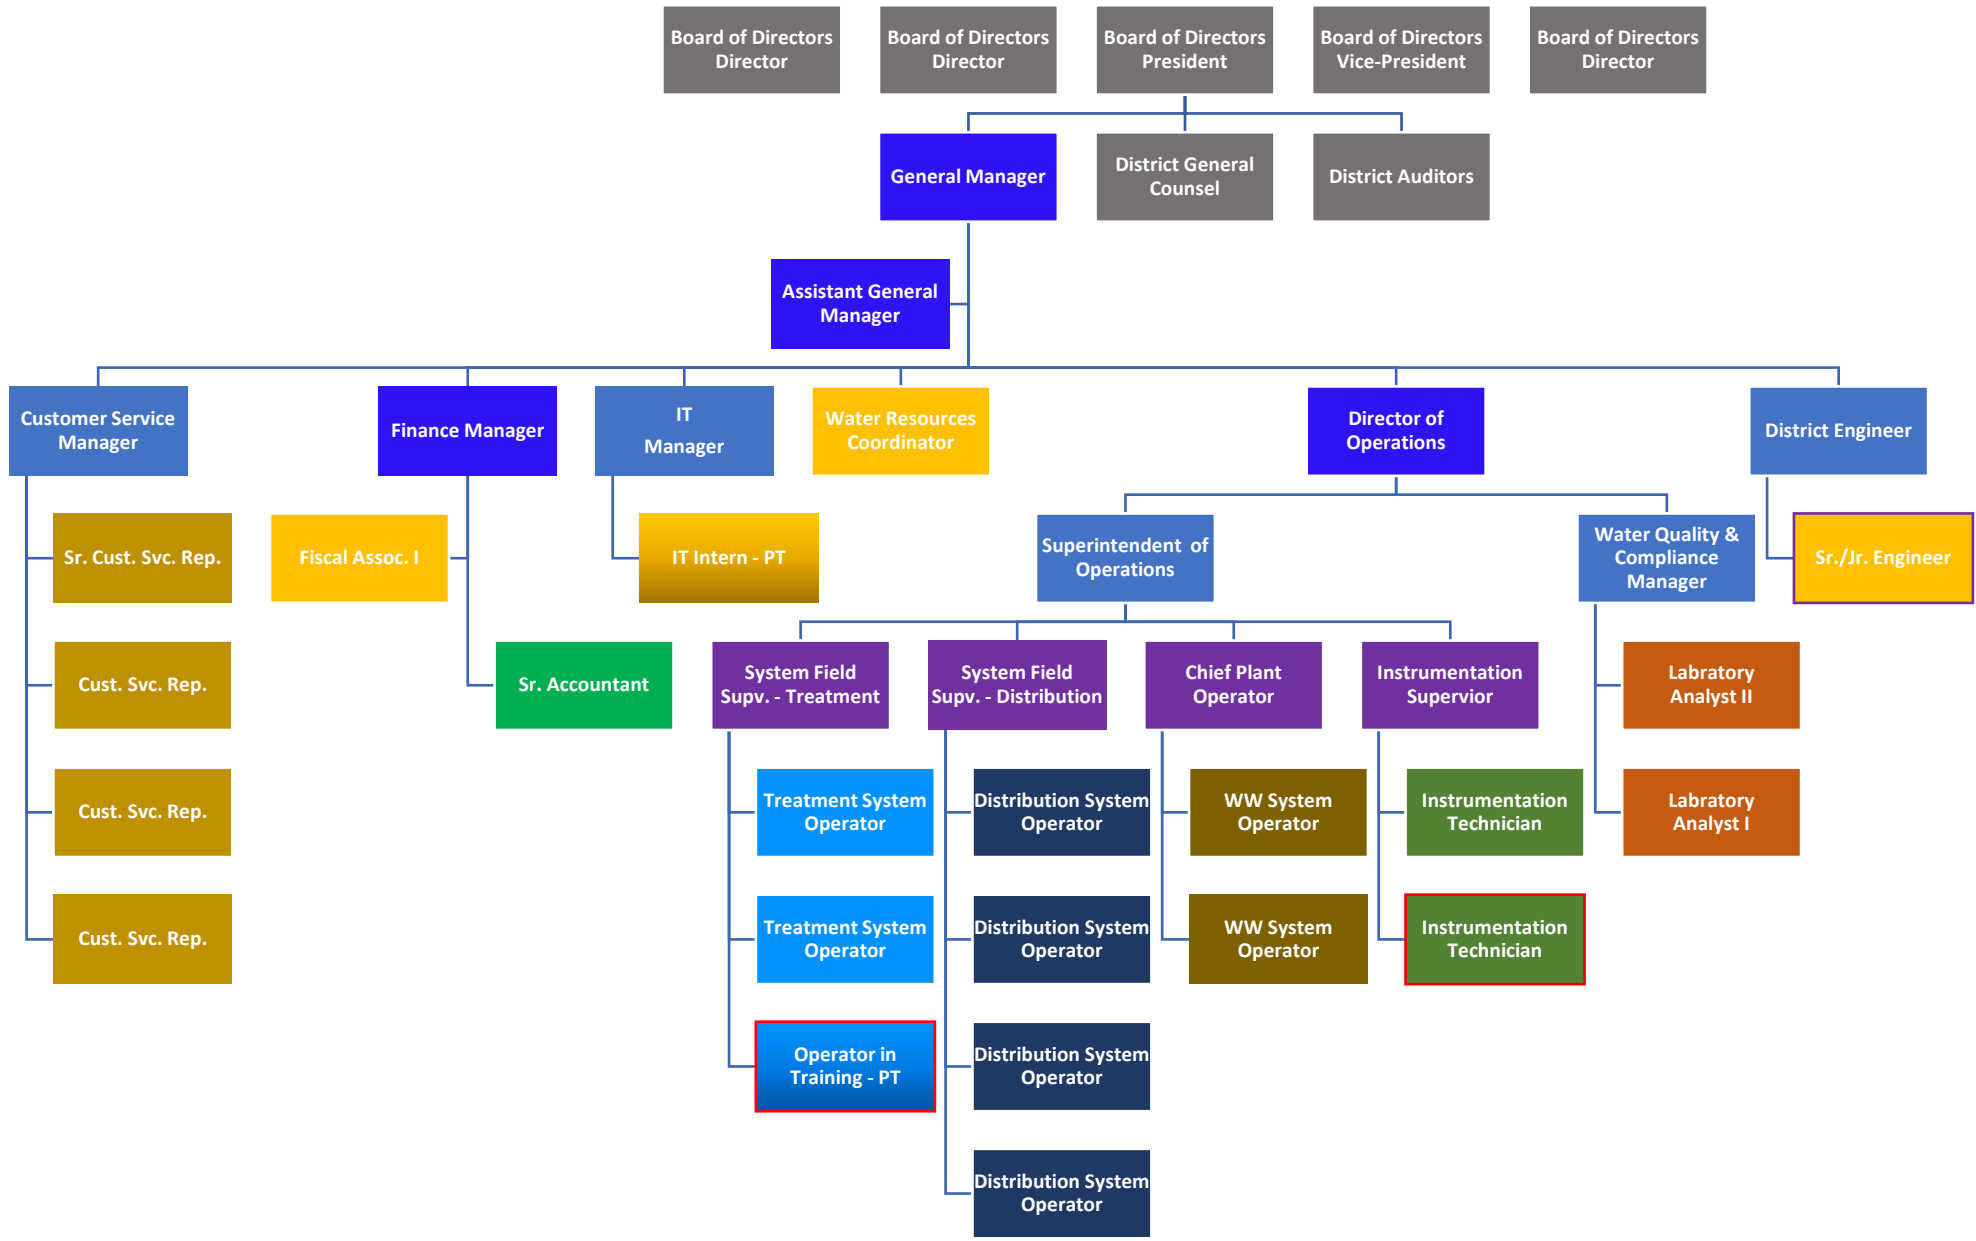 Board of Directors
Director
Board of Directors
Director
Board of Directors
President
Board of Directors
Vice-President
Board of Directors
Director
General Manager
District General
Counsel
District Auditors
Assistant General
Manager
Customer Service
Manager
Finance Manager
IT
Manager
Water Resources
Coordinator
Director of
Operations
District Engineer
Sr. Cust. Svc. Rep.
Fiscal Assoc. I
IT Intern - PT
Superintendent of
Operations
Water Quality &
Compliance
Manager
Sr./Jr. Engineer
Cust. Svc. Rep.
Sr. Accountant
System Field
Supv. - Treatment
System Field
Supv. - Distribution
Chief Plant
Operator
Instrumentation
Supervior
Labratory
Analyst II
Cust. Svc. Rep.
Treatment System
Operator
Distribution System
Operator
WW System
Operator
Instrumentation
Technician
Labratory
Analyst I
Cust. Svc. Rep.
Treatment System
Operator
Distribution System
Operator
WW System
Operator
Instrumentation
Technician
Operator in
Training - PT
Distribution System
Operator
Distribution System
Operator